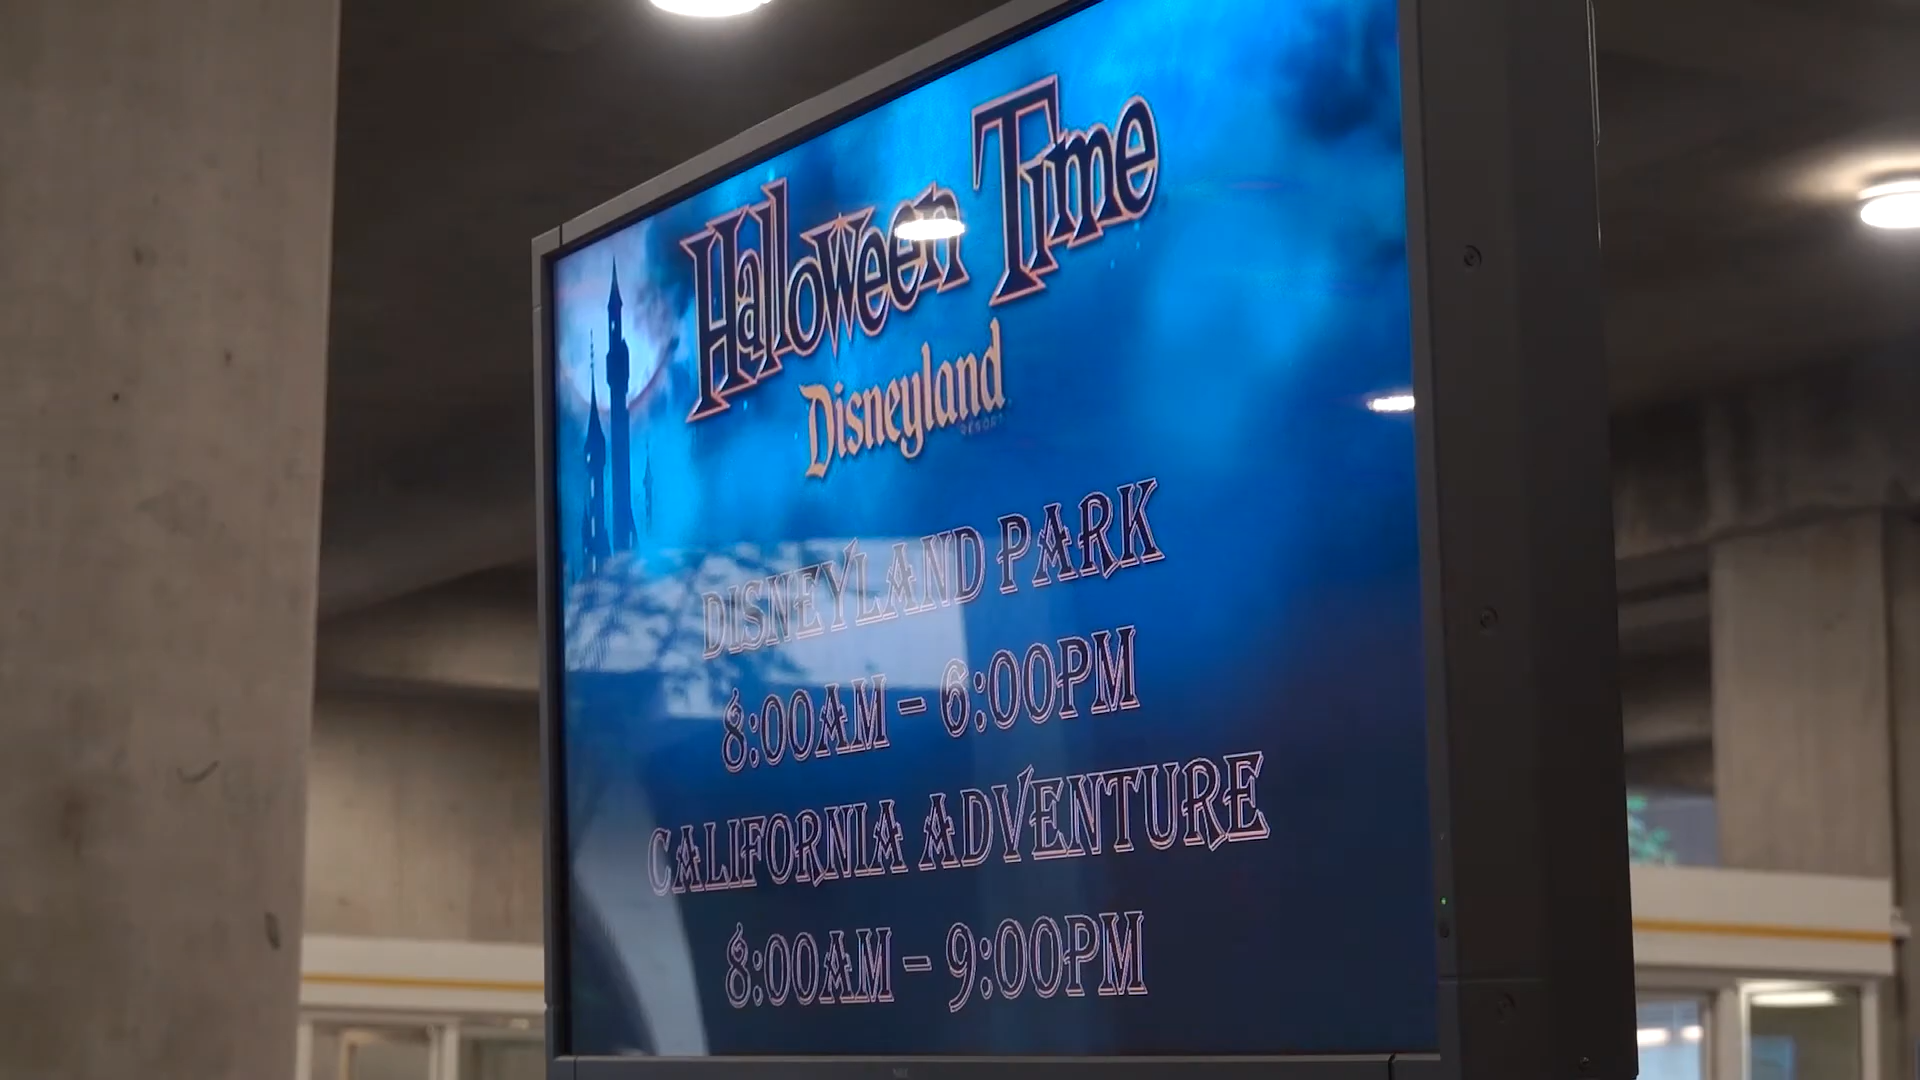 Halloween Time
Disneyland
RESORT
DISNEYLAND PARK
8:00AM - 6:00PM
CALIFORNIA ADVENTURE
8:00AM - 9:00PM